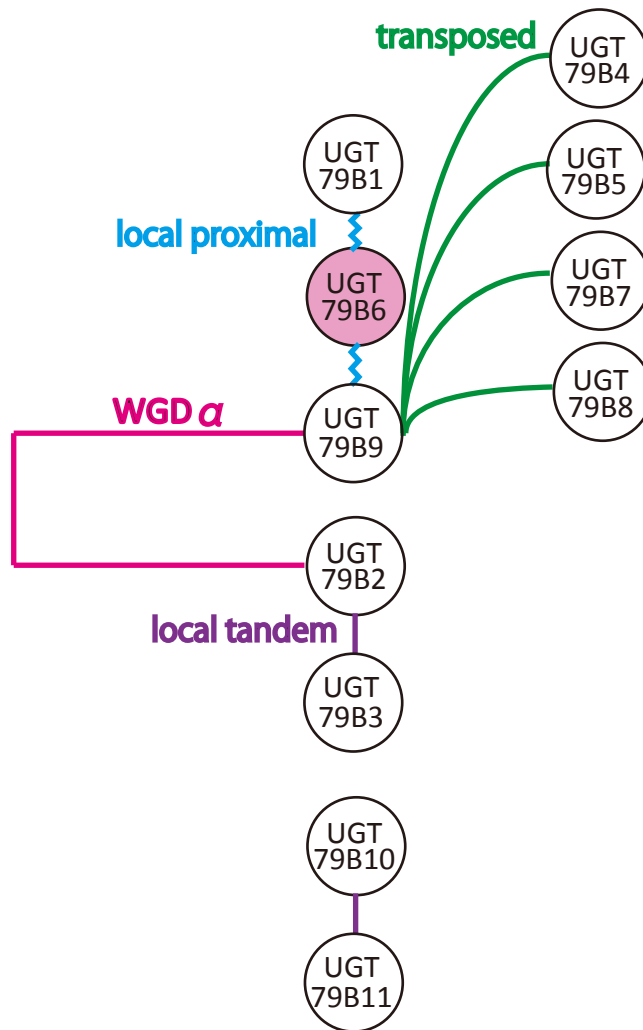 transposed
UGT
79B4
UGT
79B1
UGT
79B5
local proximal
UGT
79B6
UGT
79B7
WGD α
UGT
79B9
UGT
79B8
UGT
79B2
local tandem
UGT
79B3
UGT
79B10
UGT
79B11